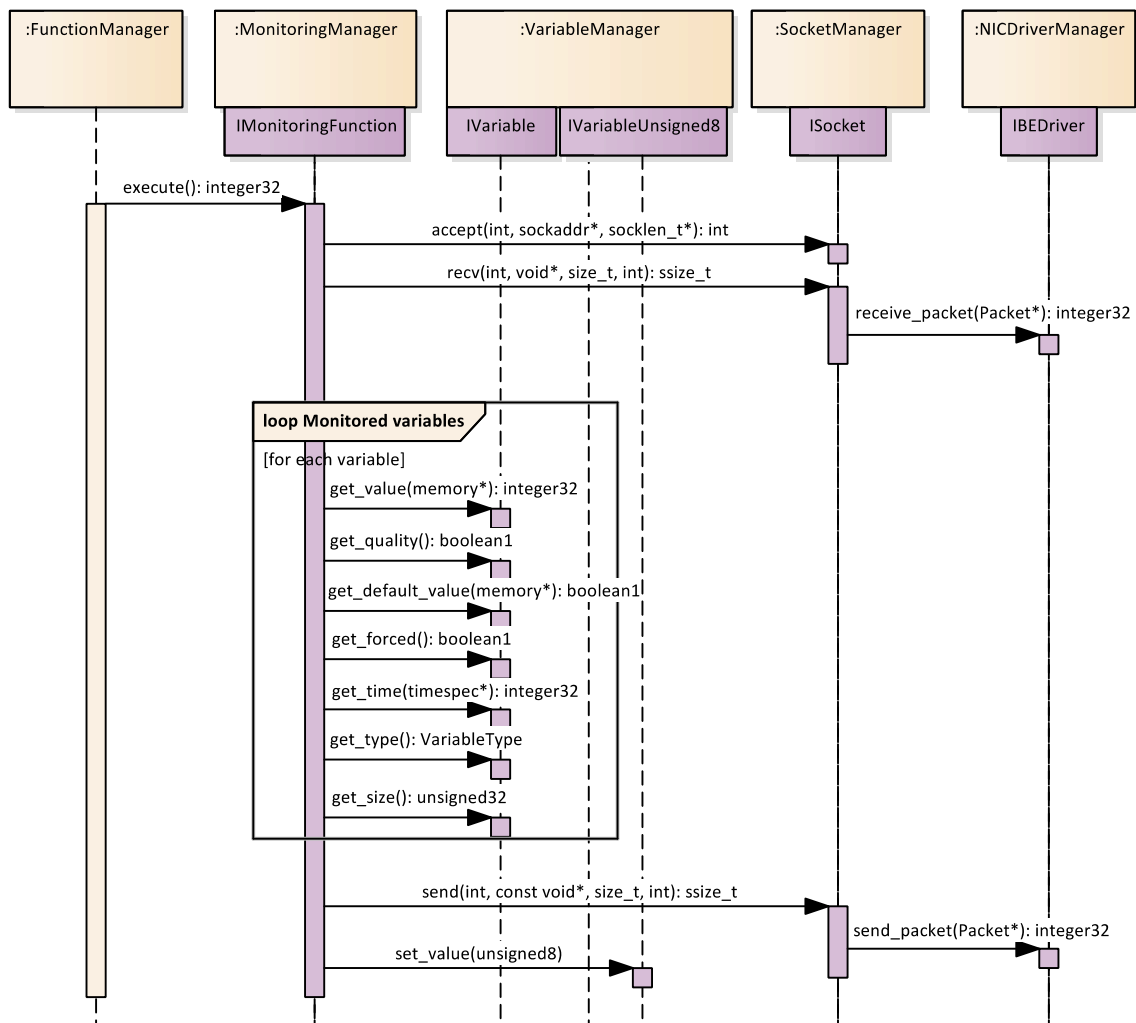 :FunctionManager
:MonitoringManager
:VariableManager
:SocketManager
:NICDriverManager
IMonitoringFunction
IVariable
IVariableUnsigned8
ISocket
IBEDriver
execute(): integer32
accept(int, sockaddr*, socklen_t*): int
recv(int, void*, size_t, int): ssize_t
receive_packet(Packet*): integer32
loop Monitored variables
[for each variable]
get_value(memory*): integer32
get_quality(): boolean1
get_default_value(memory*): boolean1
get_forced(): boolean1
get_time(timespec*): integer32
get_type(): VariableType
get_size(): unsigned32
send(int, const void*, size_t, int): ssize_t
send_packet(Packet*): integer32
set_value(unsigned8)